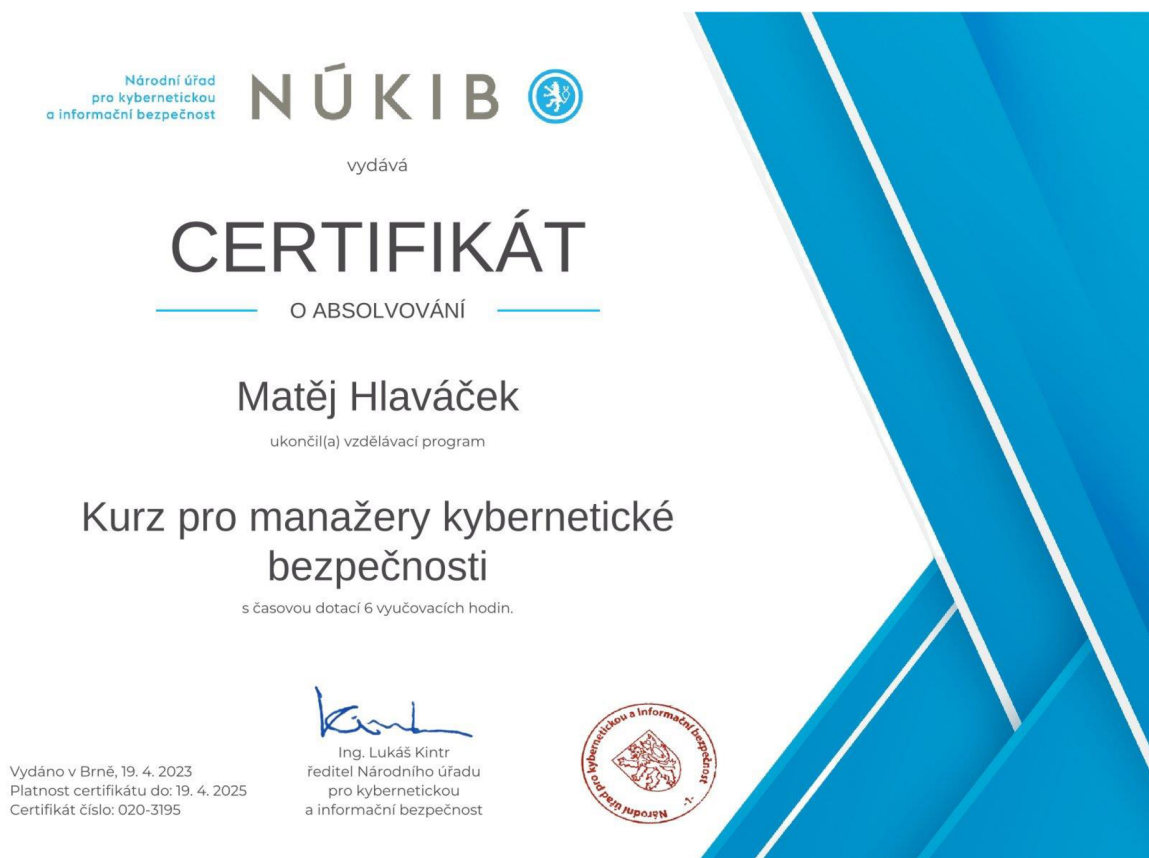 Národní úřad
pro kybernetickou
a informační bezpečnost
NÚKIB
vydává
CERTIFIKÁT
O ABSOLVOVÁNÍ
Matěj Hlaváček
ukončil(a) vzdělávací program
Kurz pro manažery kybernetické
bezpečnosti
s časovou dotací 6 vyučovacích hodin.
Vydáno v Brně, 19. 4. 2023
Platnost certifikátu do: 19. 4. 2025
Certifikát číslo: 020-3195
Ing. Lukáš Kintr
ředitel Národního úřadu
pro kybernetickou
a informační bezpečnost
Národní úřad pro kybernetickou a informační bezpečnost
-1-